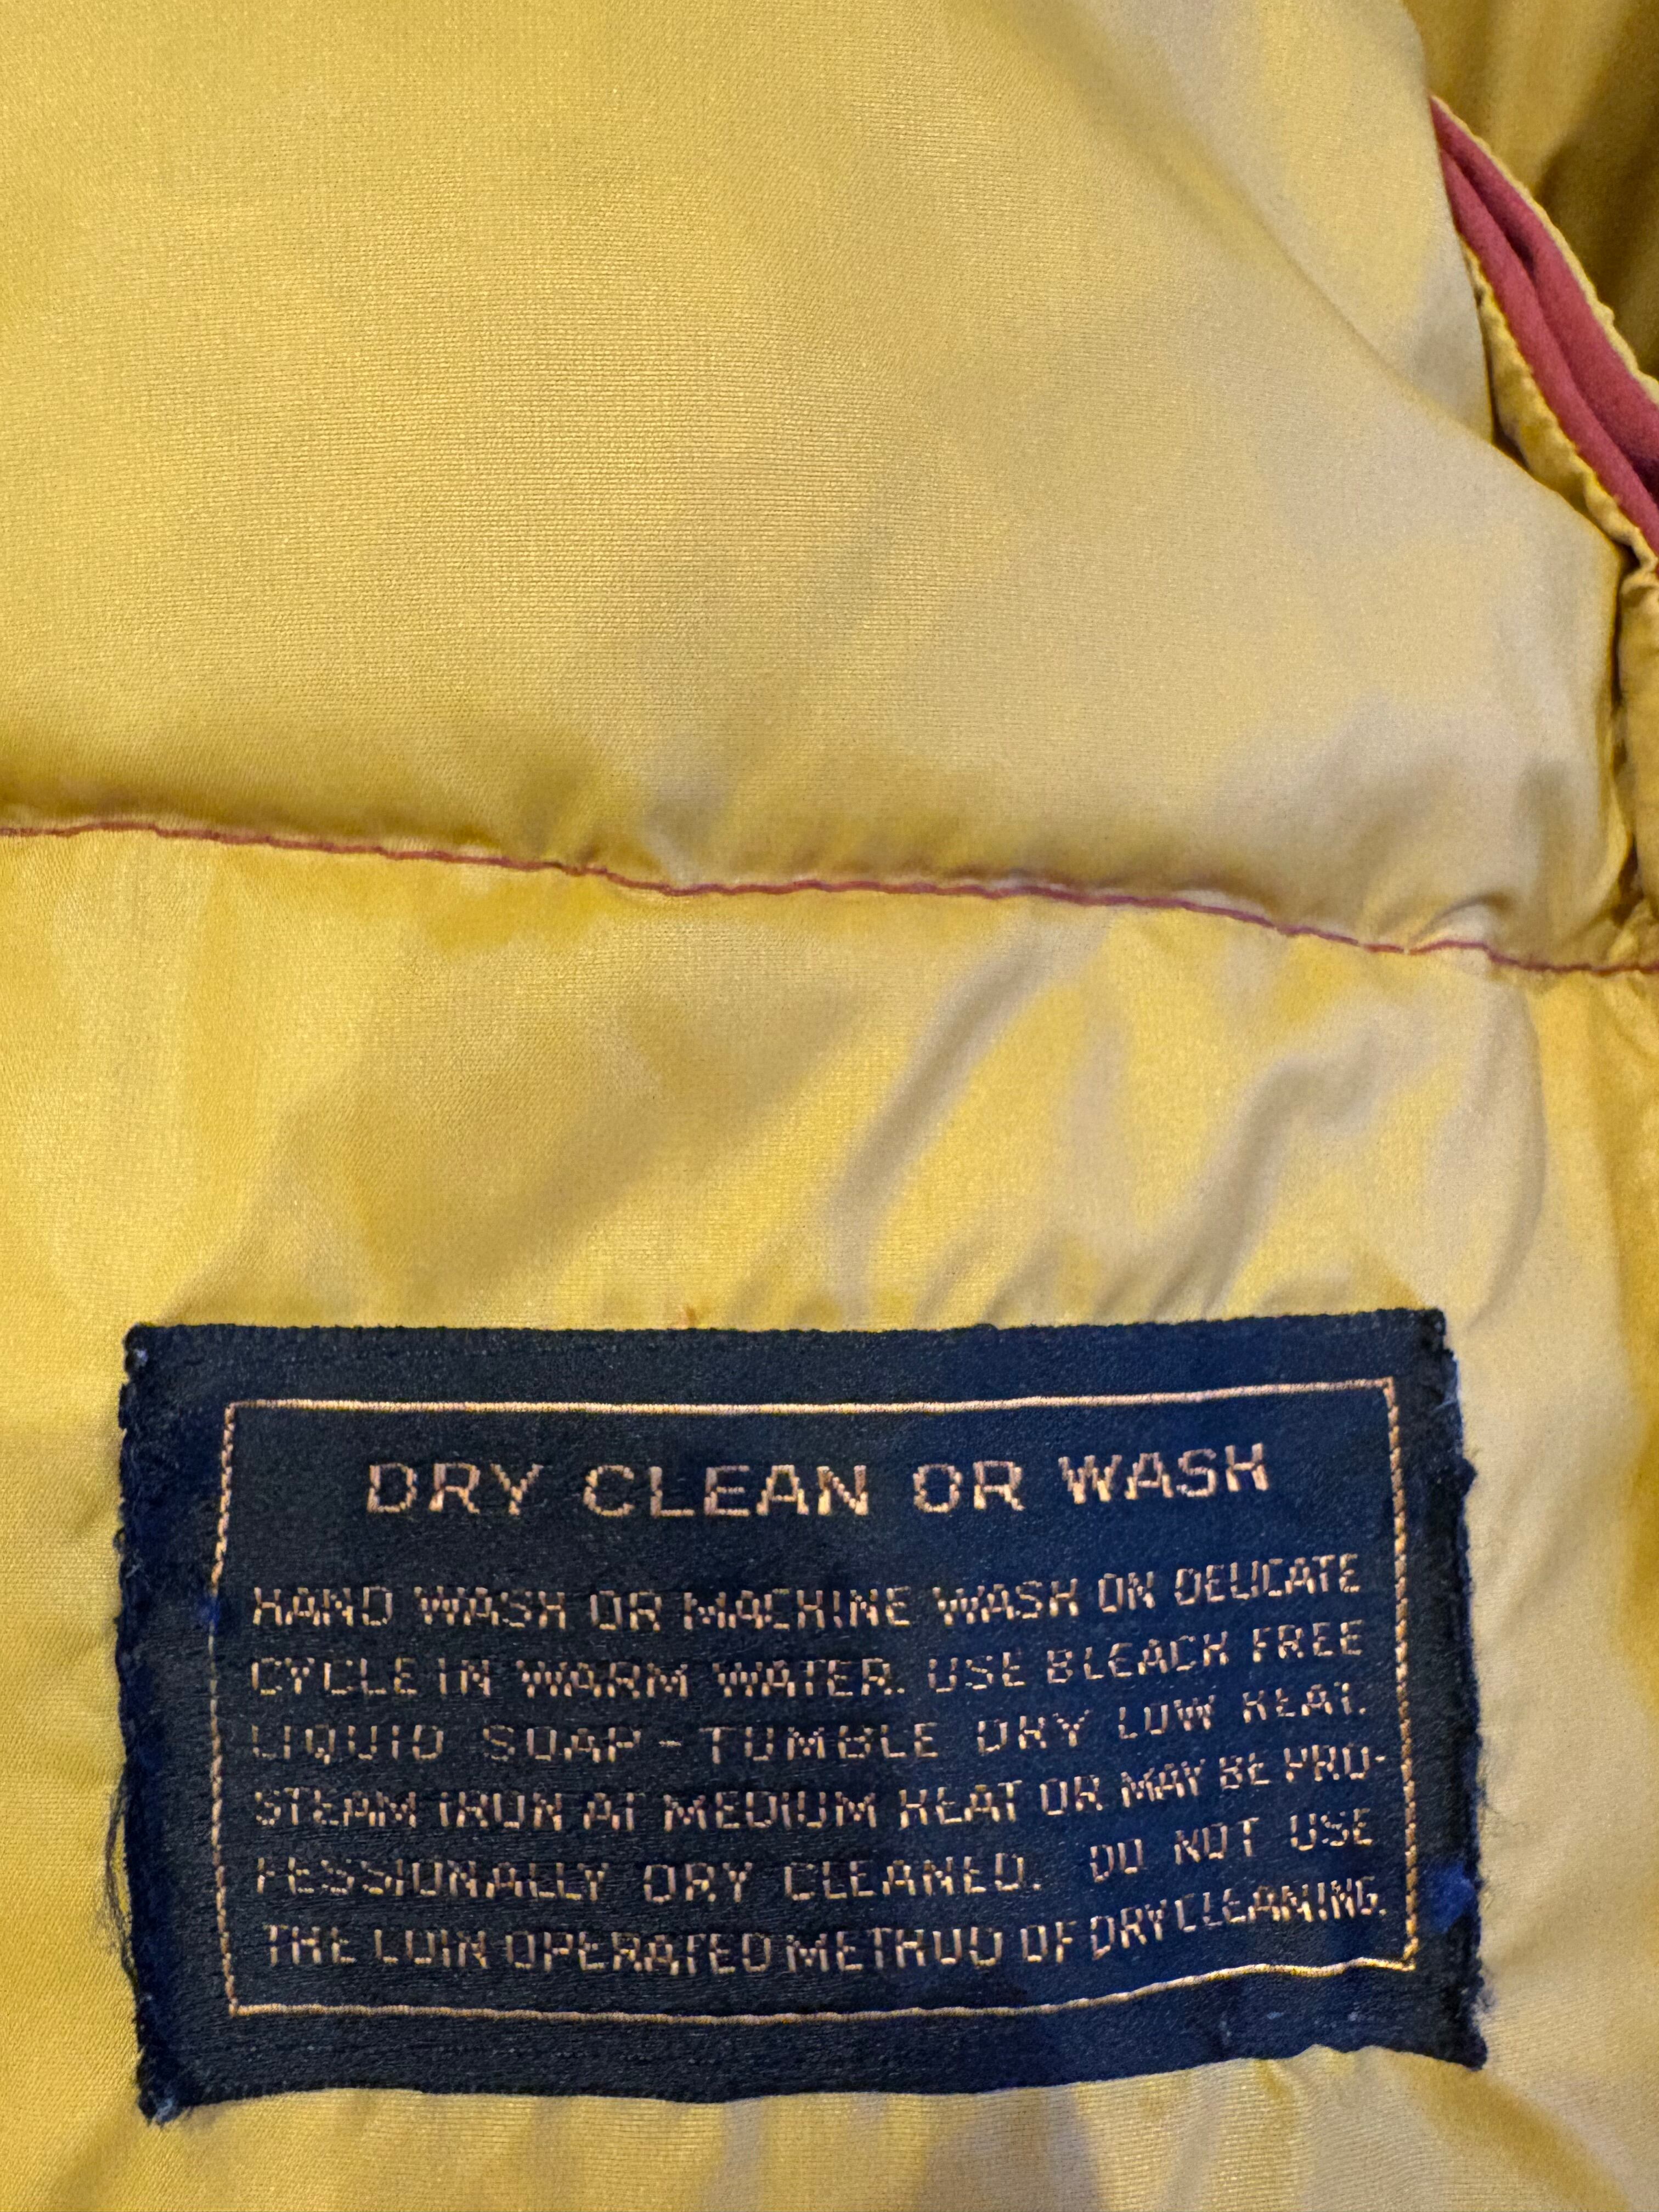 DRY CLEAN OR WASH
HAND WASH OR MACHINE WASH ON DELICATE
CYCLE IN WARM WATER. USE BLEACH FREE
LIQUID SOAP - TUMBLE DRY LOW HEAT.
STEAM IRON AT MEDIUM HEAT OR MAY BE PRO-
FESSIONALLY DRY CLEANED. DO NOT USE
THE COIN OPERATED METHOD OF DRY CLEANING.